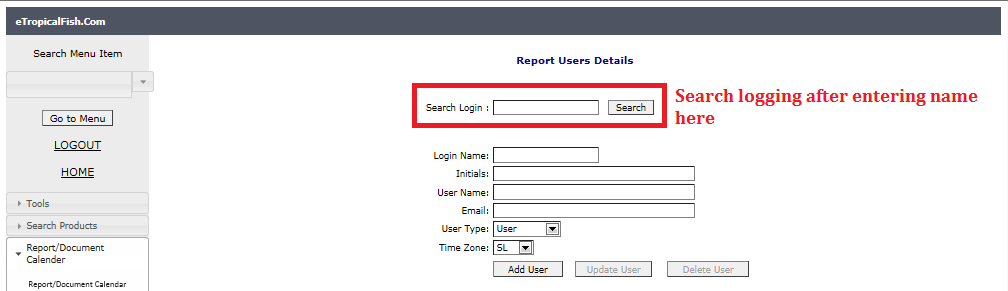 eTropicalFish.Com
Search Menu Item
Go to Menu
LOGOUT
HOME
Tools
Search Products
Report/Document
Calender
Report/Document Calendar
Report Users Details
Search Login :
Search
Search logging after entering name
here
Login Name:
Initials:
User Name:
Email:
User Type: User
Time Zone: SL
Add User
Update User
Delete User